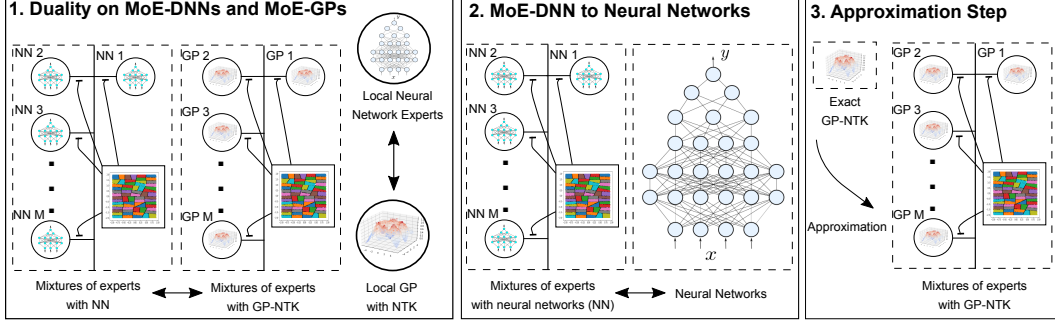 1. Duality on MoE-DNNs and MoE-GPs
NN 2
NN 1
NN 3
NN M
Mixtures of experts
with NN
GP 2
GP 1
GP 3
GP M
Mixtures of experts
with GP-NTK
Local Neural
Network Experts
Local GP
with NTK
2. MoE-DNN to Neural Networks
NN 2
NN 1
NN 3
NN M
Mixtures of experts
with neural networks (NN)
y
x
Neural Networks
3. Approximation Step
Exact
GP-NTK
Approximation
GP 2
GP 1
GP 3
GP M
Mixtures of experts
with GP-NTK